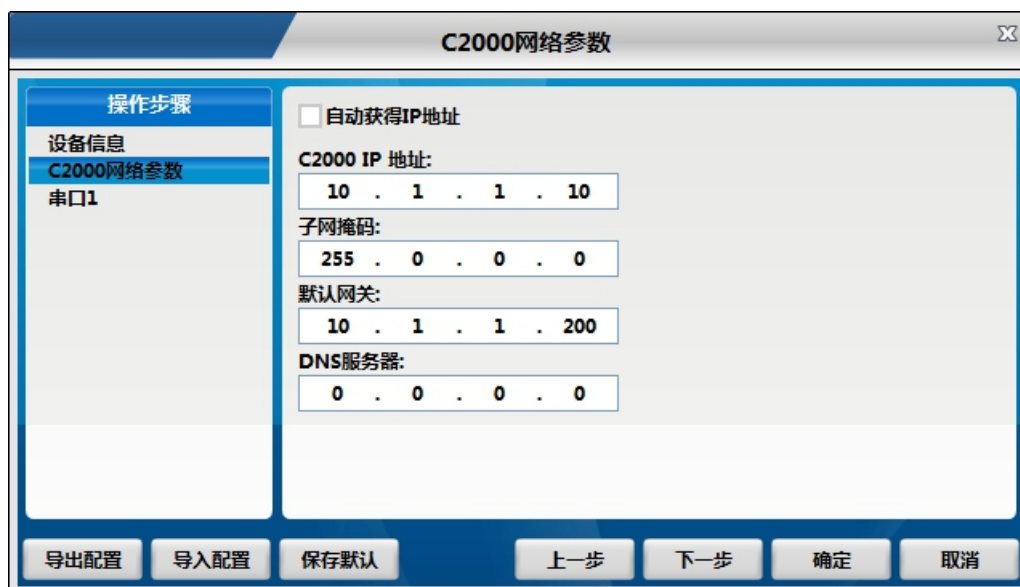 C2000网络参数
操作步骤
设备信息
C2000网络参数
串口1
自动获得IP地址
C2000 IP 地址:
10 . 1 . 1 . 10
子网掩码:
255 . 0 . 0 . 0
默认网关:
10 . 1 . 1 . 200
DNS服务器:
0 . 0 . 0 . 0
导出配置 导入配置 保存默认 上一步 下一步 确定 取消